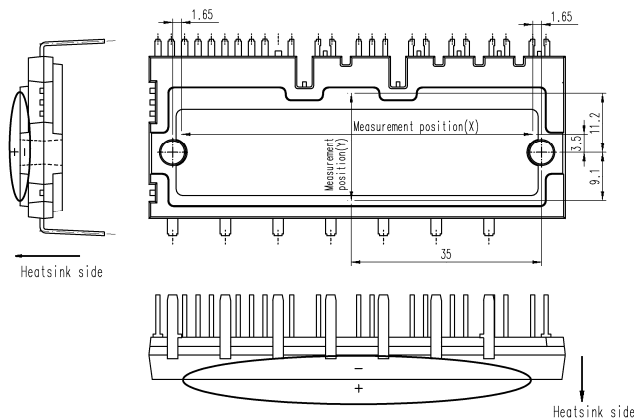 1.65
1.65
Measurement position(X)
Measurement
position(Y)
11.2
3.5
9.1
35
+ -
Heatsink side
-
+
Heatsink side